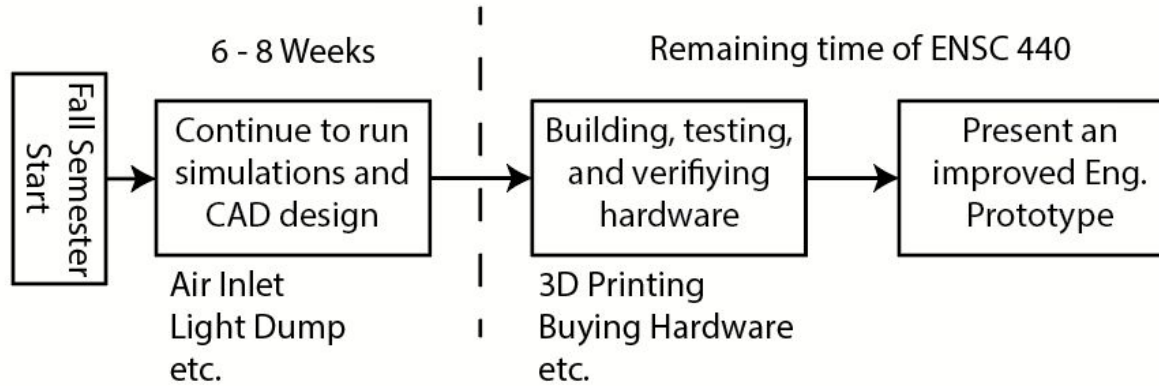 6 - 8 Weeks
Remaining time of ENSC 440
Fall Semester
Start
Continue to run
simulations and
CAD design
Building, testing,
and verifiying
hardware
Present an
improved Eng.
Prototype
Air Inlet
Light Dump
etc.
3D Printing
Buying Hardware
etc.